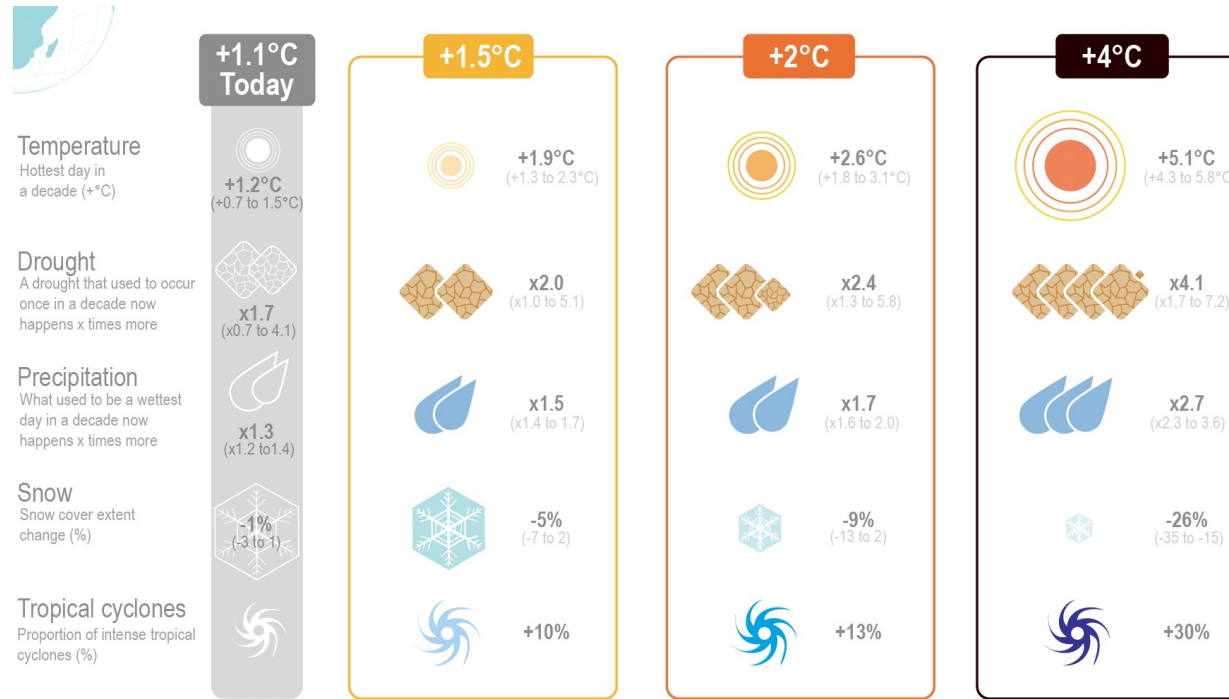 +1.1°C
Today
+1.5°C
+2°C
+4°C
Temperature
Hottest day in
a decade (+°C)
+1.2°C
(+0.7 to 1.5°C)
+1.9°C
(+1.3 to 2.3°C)
+2.6°C
(+1.8 to 3.1°C)
+5.1°C
(+4.3 to 5.8°C
Drought
A drought that used to occur
once in a decade now
happens x times more
x1.7
(x0.7 to 4.1)
x2.0
(x1.0 to 5.1)
x2.4
(x1.3 to 5.8)
x4.1
(x1.7 to 7.2)
Precipitation
What used to be a wettest
day in a decade now
happens x times more
x1.3
(x1.2 to1.4)
x1.5
(x1.4 to 1.7)
x1.7
(x1.6 to 2.0)
x2.7
(x2.3 to 3.6)
Snow
Snow cover extent
change (%)
-1%
(-3 to 1)
-5%
(-7 to 2)
-9%
(-13 to 2)
-26%
(-35 to -15)
Tropical cyclones
Proportion of intense tropical
cyclones (%)
+10%
+13%
+30%